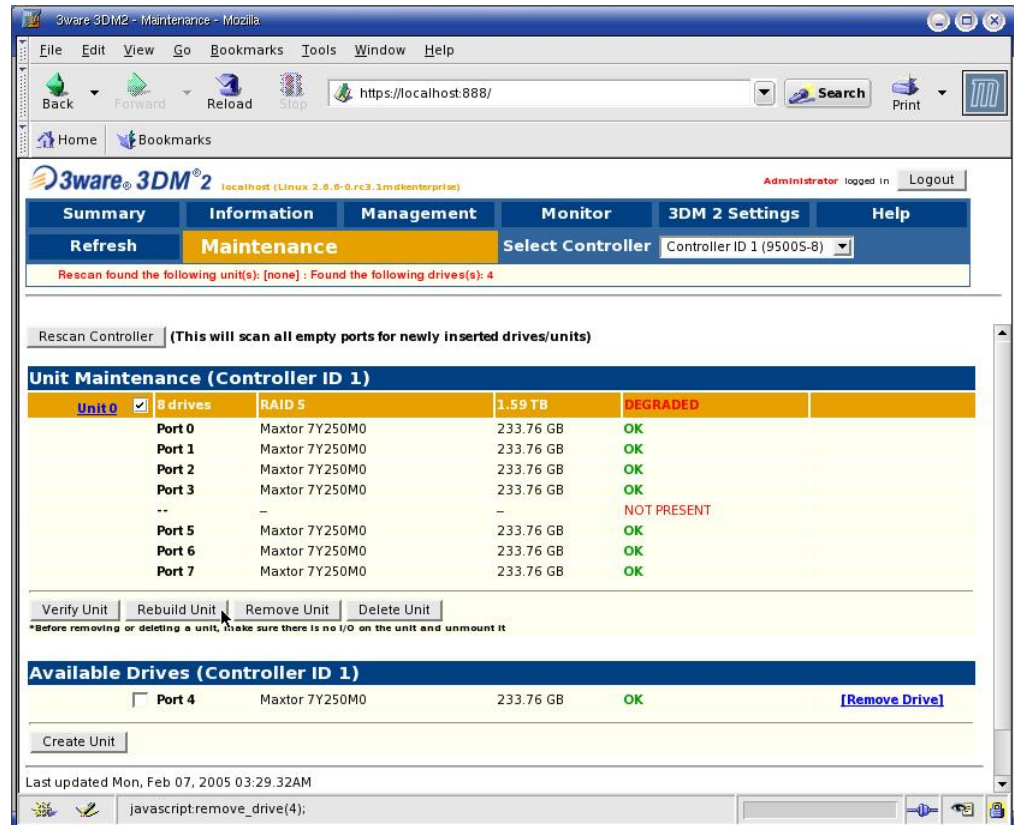 3ware 3DM2 - Maintenance - Mozilla
File Edit View Go Bookmarks Tools Window Help
Back Forward Reload Stop https://localhost:888/ Search Print
Home Bookmarks
3ware® 3DM®2 localhost (Linux 2.6.6-0.rc3.1mdkenterprise) Administrator logged in Logout
Summary Information Management Monitor 3DM 2 Settings Help
Refresh Maintenance Select Controller Controller ID 1 (9500S-8)
Rescan found the following unit(s): [none] : Found the following drives(s): 4
Rescan Controller (This will scan all empty ports for newly inserted drives/units)
Unit Maintenance (Controller ID 1)
Unit 0 8 drives RAID 5 1.59 TB DEGRADED
Port 0 Maxtor 7Y250M0 233.76 GB OK
Port 1 Maxtor 7Y250M0 233.76 GB OK
Port 2 Maxtor 7Y250M0 233.76 GB OK
Port 3 Maxtor 7Y250M0 233.76 GB OK
-- – – NOT PRESENT
Port 5 Maxtor 7Y250M0 233.76 GB OK
Port 6 Maxtor 7Y250M0 233.76 GB OK
Port 7 Maxtor 7Y250M0 233.76 GB OK
Verify Unit Rebuild Unit Remove Unit Delete Unit
*Before removing or deleting a unit, make sure there is no I/O on the unit and unmount it
Available Drives (Controller ID 1)
Port 4 Maxtor 7Y250M0 233.76 GB OK [Remove Drive]
Create Unit
Last updated Mon, Feb 07, 2005 03:29.32AM
javascript:remove_drive(4);